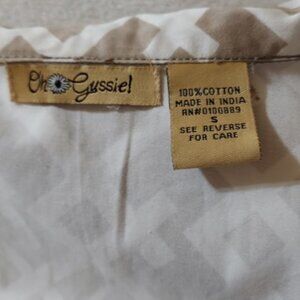 Oh Gussie!
100% COTTON
MADE IN INDIA
RN#0100889
S
SEE REVERSE
FOR CARE